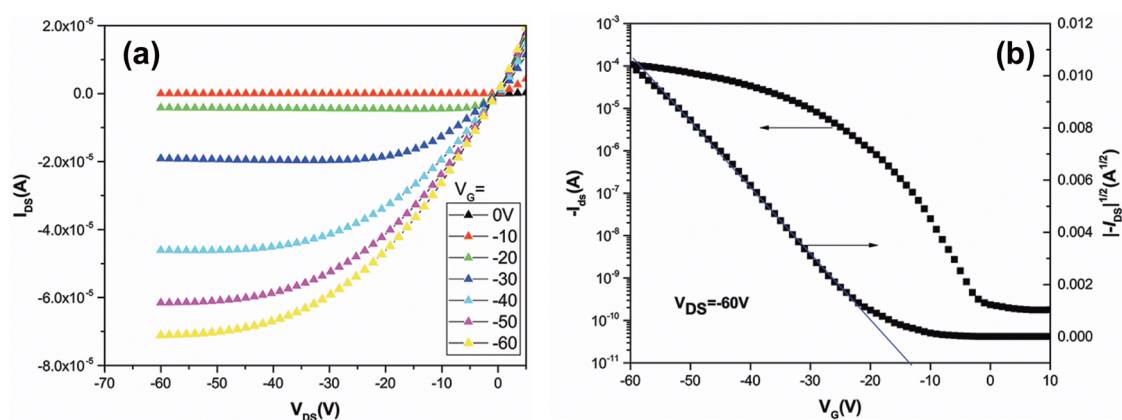 (a)
2.0x10⁻⁵
0.0
-2.0x10⁻⁵
-4.0x10⁻⁵
-6.0x10⁻⁵
-8.0x10⁻⁵
I_DS(A)
-70 -60 -50 -40 -30 -20 -10 0
V_DS(V)
V_G=
0V
-10
-20
-30
-40
-50
-60
(b)
10⁻³
10⁻⁴
10⁻⁵
10⁻⁶
10⁻⁷
10⁻⁸
10⁻⁹
10⁻¹⁰
10⁻¹¹
-I_ds(A)
V_DS=-60V
-60 -50 -40 -30 -20 -10 0 10
V_G(V)
0.012
0.010
0.008
0.006
0.004
0.002
0.000
|-I_DS|^1/2(A^1/2)